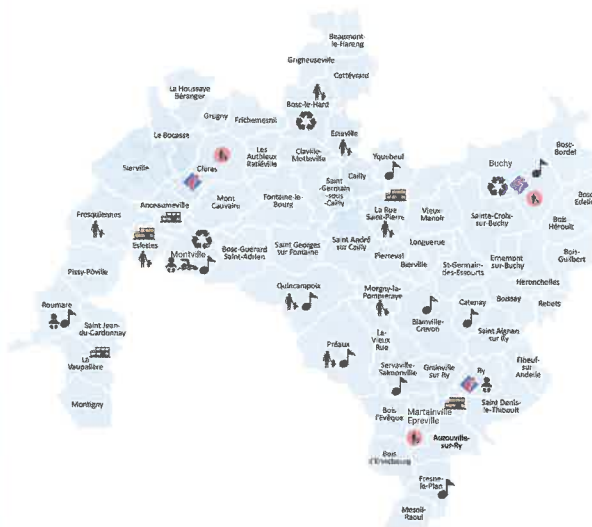 Beaumont-
le-Hareng
Grigneuseville
Cottévrard
La Houssaye
Béranger
Bosc-le-Hard
Grugny
Frichemesnil
Le Bocasse
Esteville
Les
Authieux
Ratiéville
Claville-
Motteville
Yquebeuf
Buchy
Bosc-
Bordel
Sierville
Clères
Cailly
Saint
-Germain
-sous
-Cailly
Bosc
Edeline
Anceaumeville
Mont
Cauvaire
Fontaine-le-
Bourg
La Rue
Saint-Pierre
Vieux-
Manoir
Sainte-Croix-
sur-Buchy
Bois
Héroult
Fresquiennes
Eslettes
Montville
Bosc-Guérard
Saint-Adrien
Saint Georges
sur Fontaine
Saint André
sur Cailly
Longuerue
Pierreval
Bierville
St-Germain-
des-Essourts
Ernemont
sur-Buchy
Bois-
Guilbert
Pissy-Pôville
Héronchelles
Quincampoix
Morgny-la-
Pommeraye
Boissay
Rebets
Roumare
Catenay
Blainville-
Crevon
Saint Jean
du-Cardonnay
Saint Aignan
sur Ry
La-
Vieux
Rue
Préaux
La
Vaupalière
Servaville-
Salmonville
Grainville
sur Ry
Ry
Elbeuf-
sur-
Andelle
Montigny
Saint Denis-
le-Thiboult
Bois
l'Evêque
Martainville
Epreville
Auzouville-
sur-Ry
Bois
Fresne-
le-Plan
Mesnil-
Raoul